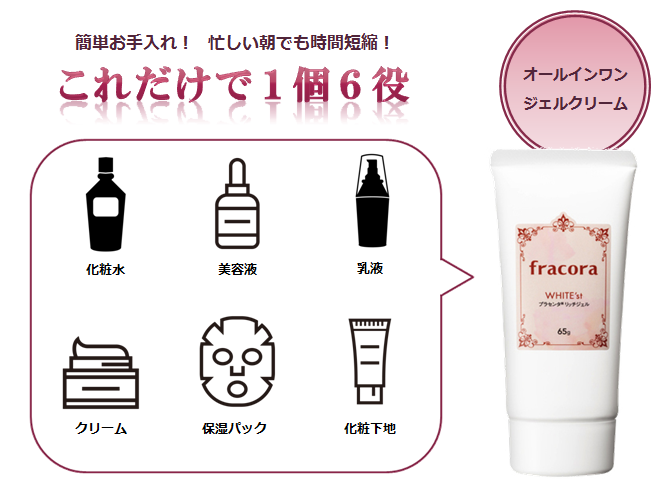 簡単お手入れ！ 忙しい朝でも時間短縮！
これだけで１個６役
オールインワン
ジェルクリーム
化粧水
美容液
乳液
クリーム
保湿パック
化粧下地
fracora
WHITE'st
プラセンタ®リッチジェル
65g